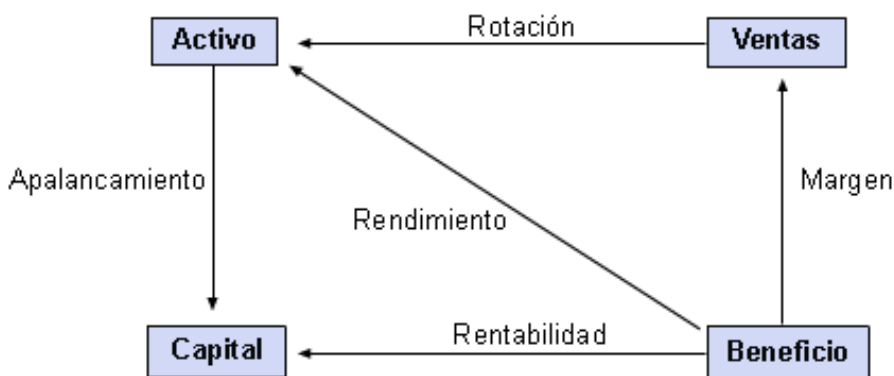 Activo
Rotación
Ventas
Apalancamiento
Margen
Rendimiento
Capital
Rentabilidad
Beneficio